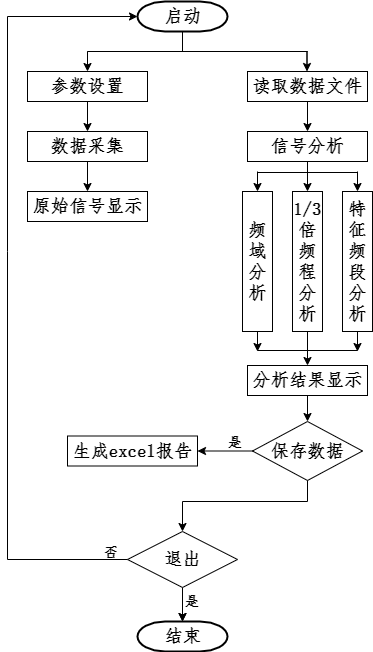 启动
参数设置
读取数据文件
数据采集
信号分析
原始信号显示
频域分析
1/3倍频程分析
特征频段分析
分析结果显示
保存数据
是
生成excel报告
退出
否
是
结束